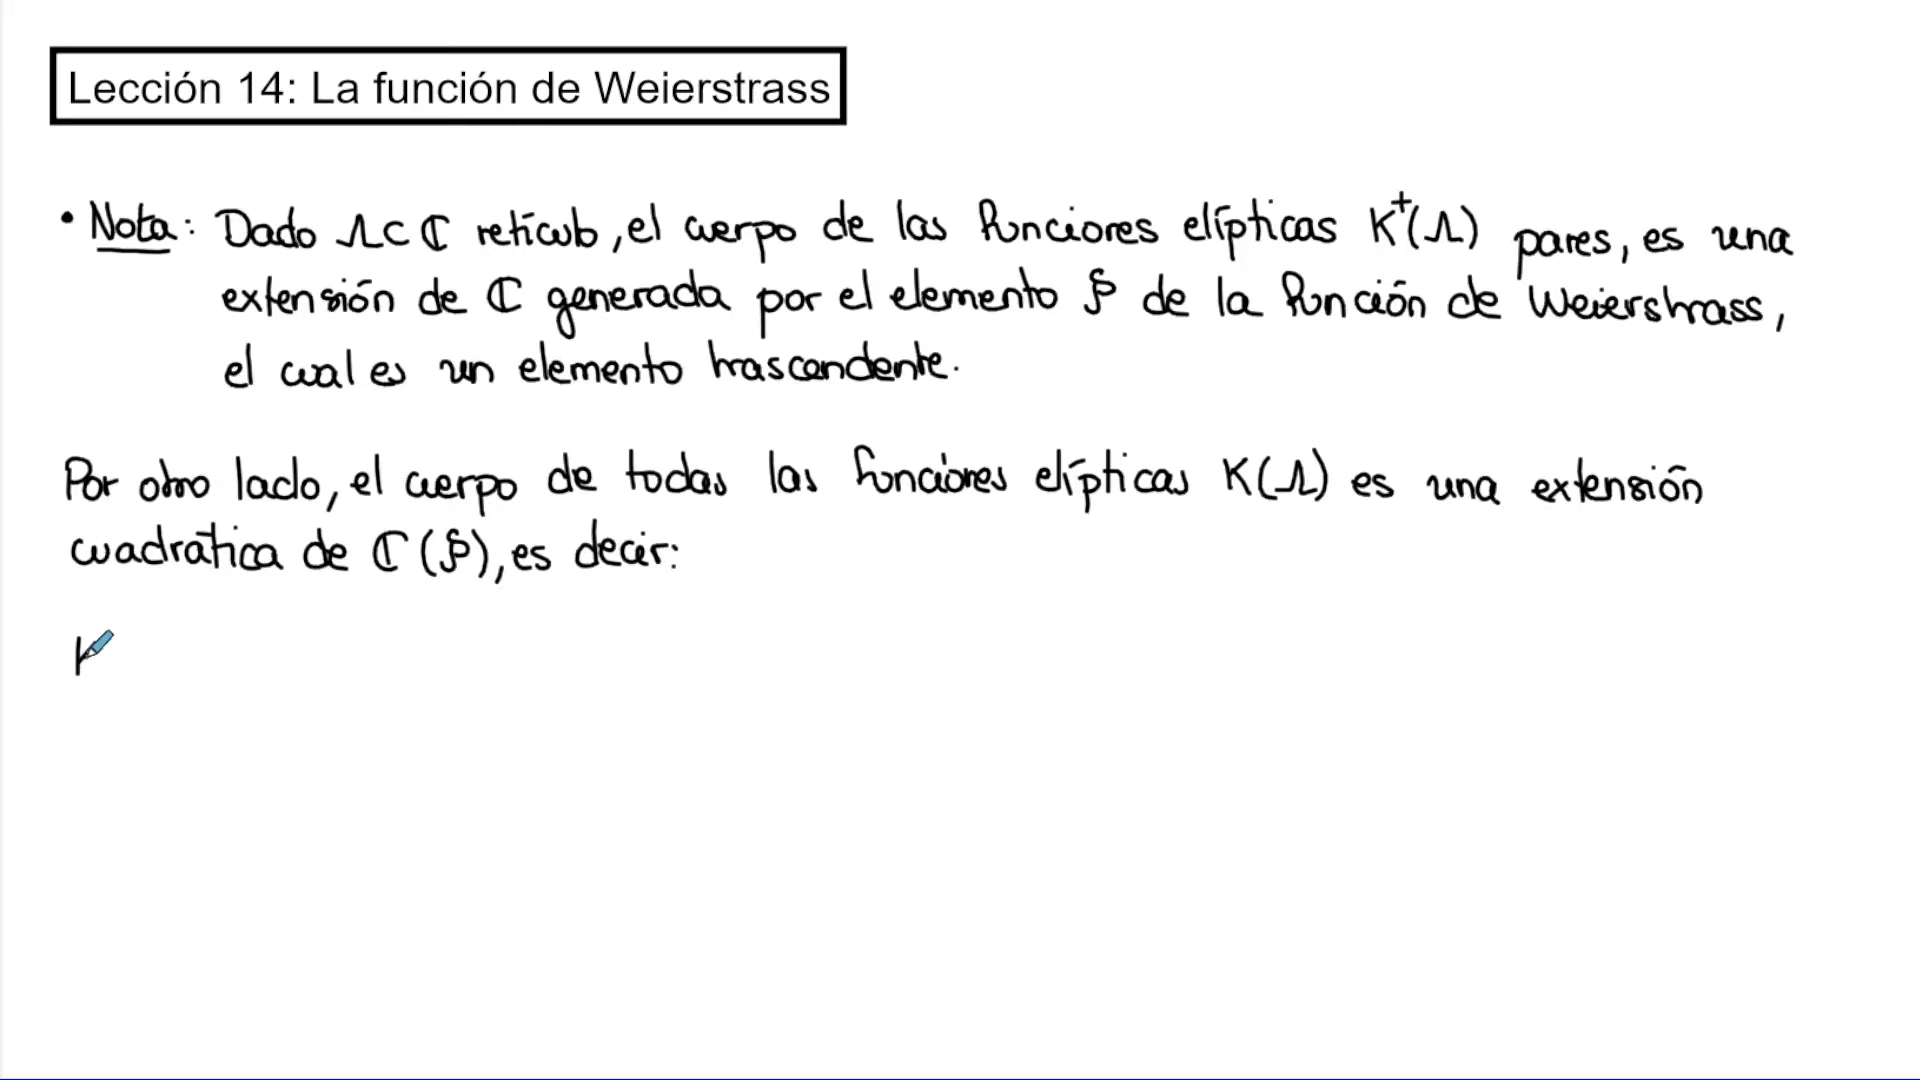 Lección 14: La función de Weierstrass
• Nota: Dado Λ ⊂ ℂ retículo, el cuerpo de las funciones elípticas K⁺(Λ) pares, es una
extensión de ℂ generada por el elemento ℘ de la función de Weierstrass,
el cual es un elemento trascendente.
Por otro lado, el cuerpo de todas las funciones elípticas K(Λ) es una extensión
cuadrática de ℂ(℘), es decir: